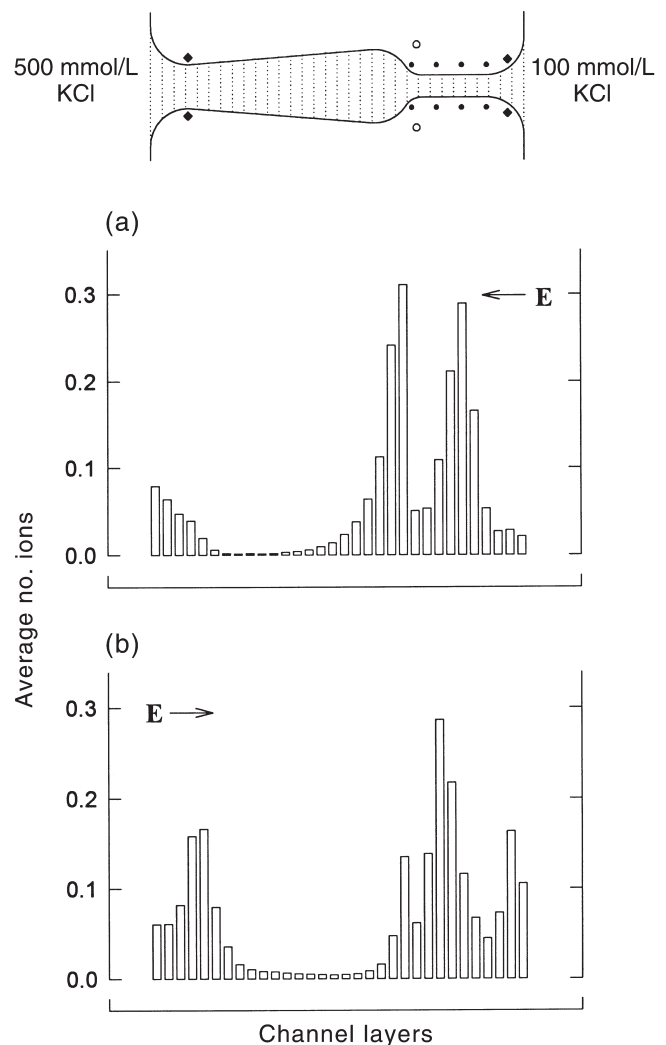 500 mmol/L
KCl
100 mmol/L
KCl
(a)
0.3
0.2
0.1
0.0
E
(b)
0.3
0.2
0.1
0.0
E
Average no. ions
Channel layers